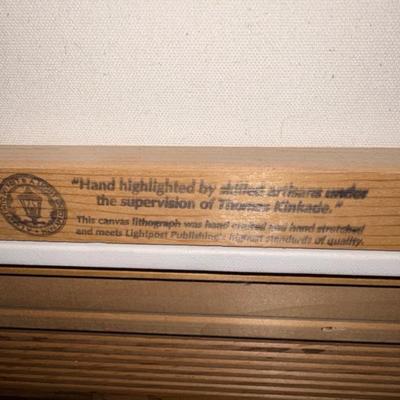 "Hand highlighted by skilled artisans under
the supervision of Thomas Kinkade."
This canvas lithograph was hand crafted and hand stretched
and meets Lightpost Publishing's highest standards of quality.